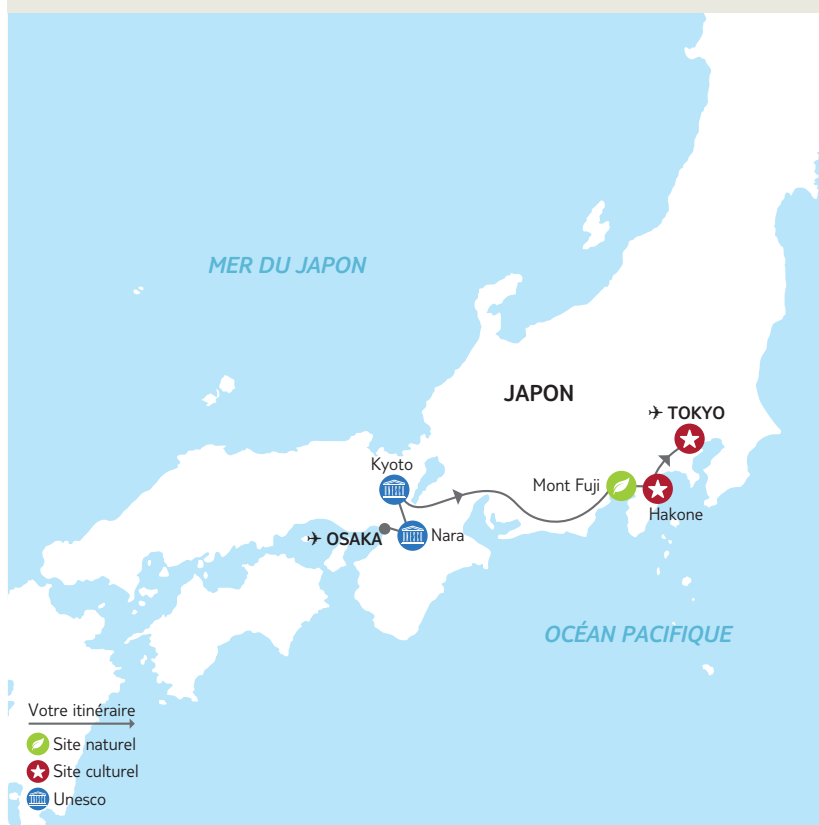 MER DU JAPON
JAPON
TOKYO
Kyoto
Mont Fuji
Hakone
OSAKA
Nara
OCÉAN PACIFIQUE
Votre itinéraire
Site naturel
Site culturel
Unesco